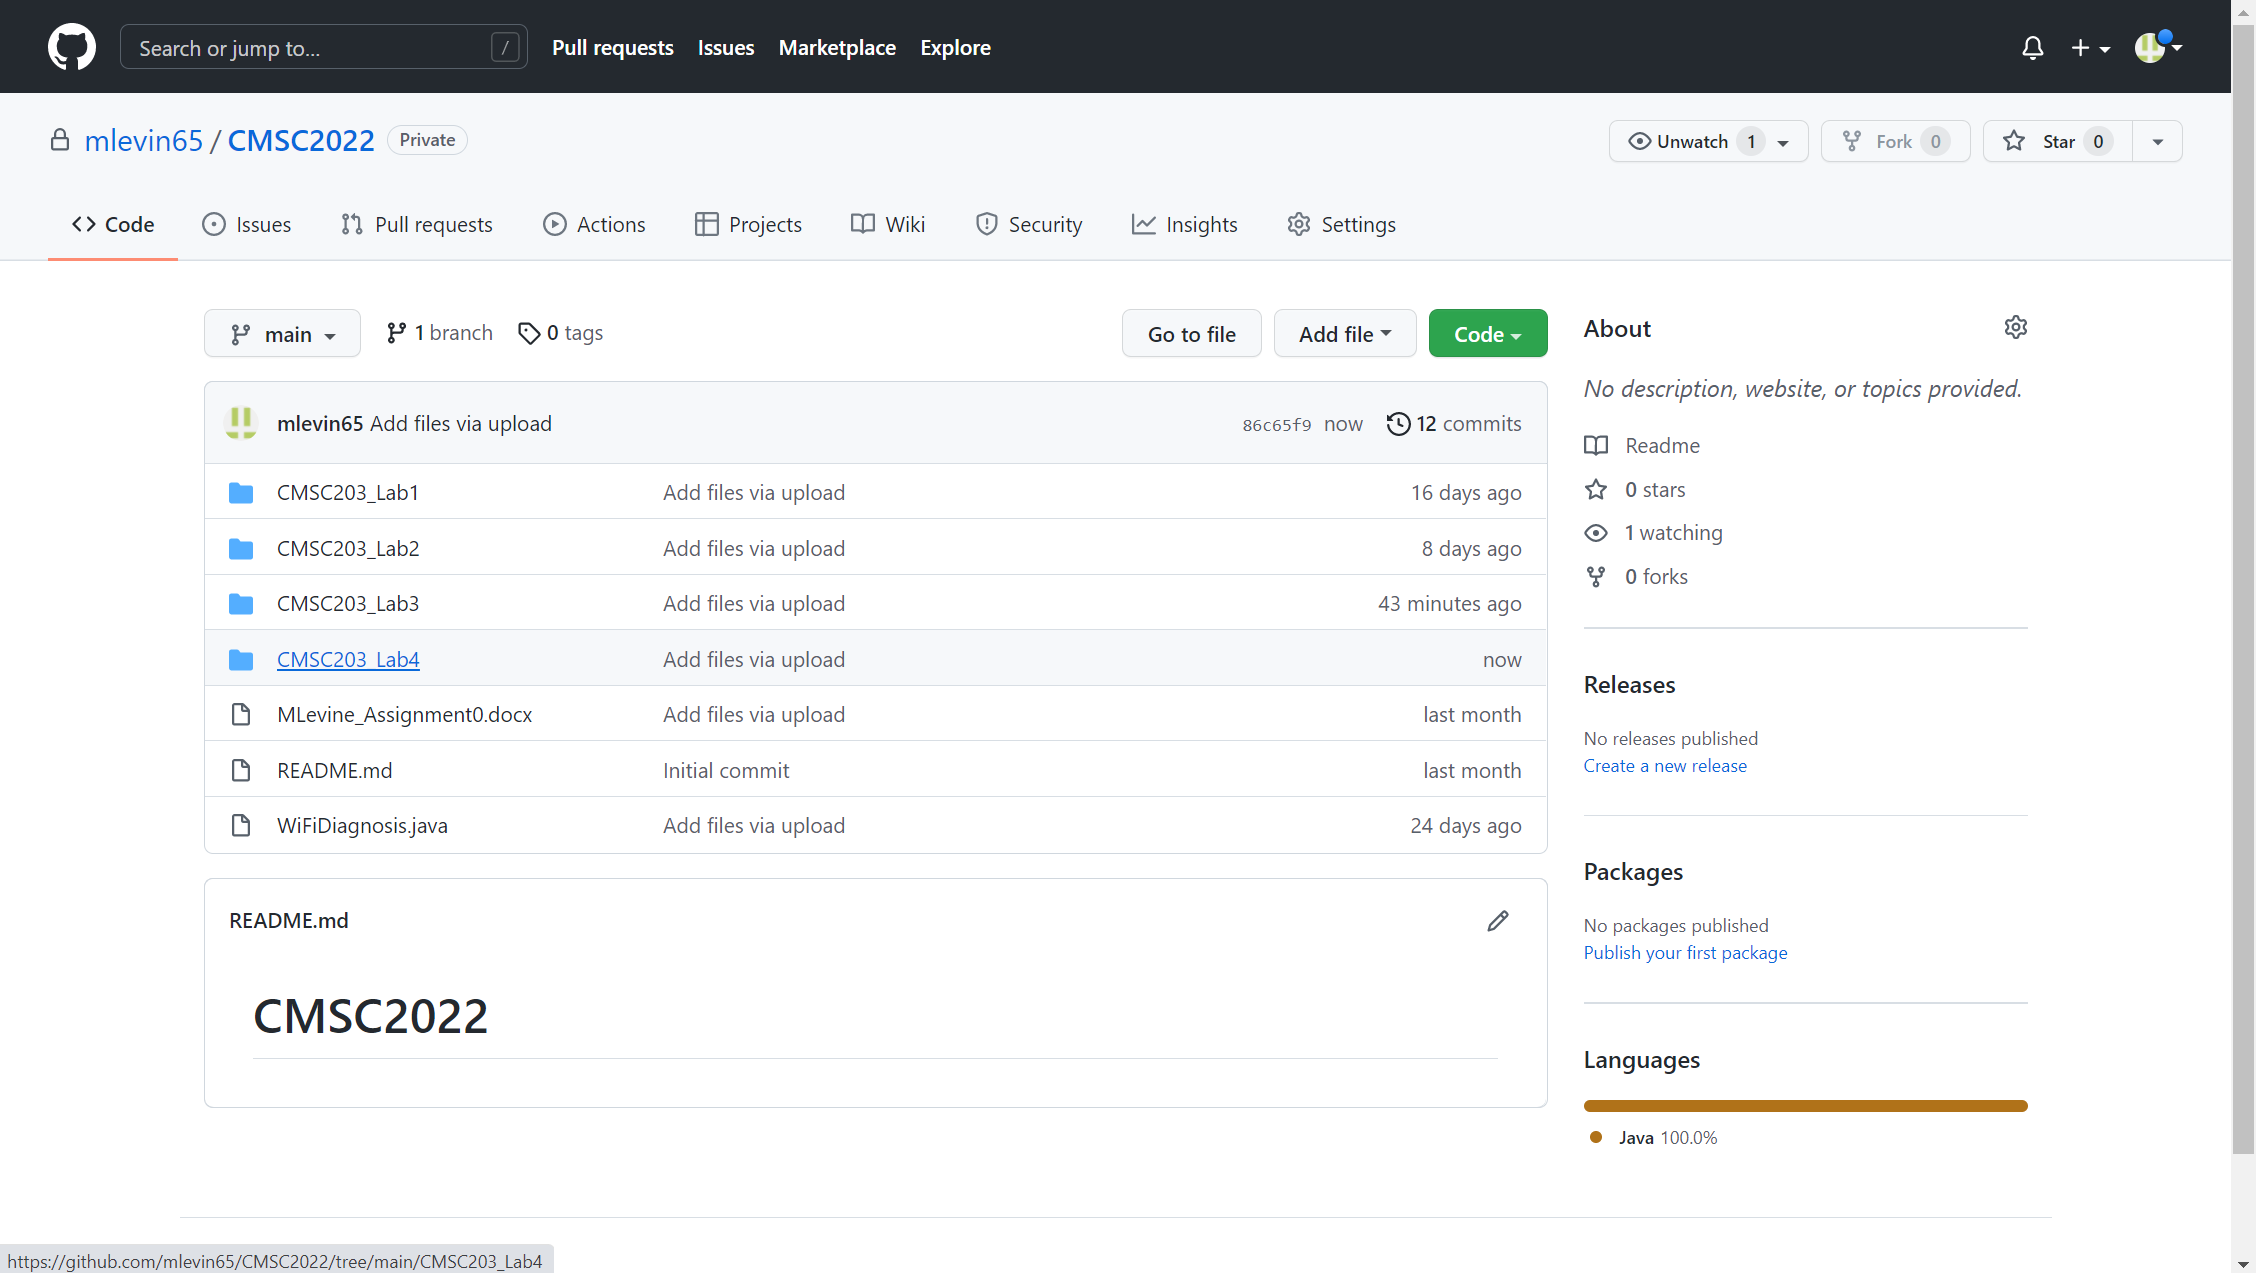 Search or jump to... /
Pull requests Issues Marketplace Explore
mlevin65 / CMSC2022 Private
Unwatch 1 Fork 0 Star 0
Code Issues Pull requests Actions Projects Wiki Security Insights Settings
main 1 branch 0 tags Go to file Add file Code
mlevin65 Add files via upload 86c65f9 now 12 commits
CMSC203_Lab1 Add files via upload 16 days ago
CMSC203_Lab2 Add files via upload 8 days ago
CMSC203_Lab3 Add files via upload 43 minutes ago
CMSC203_Lab4 Add files via upload now
MLevine_Assignment0.docx Add files via upload last month
README.md Initial commit last month
WiFiDiagnosis.java Add files via upload 24 days ago
README.md
CMSC2022
About
No description, website, or topics provided.
Readme
0 stars
1 watching
0 forks
Releases
No releases published
Create a new release
Packages
No packages published
Publish your first package
Languages
Java 100.0%
https://github.com/mlevin65/CMSC2022/tree/main/CMSC203_Lab4